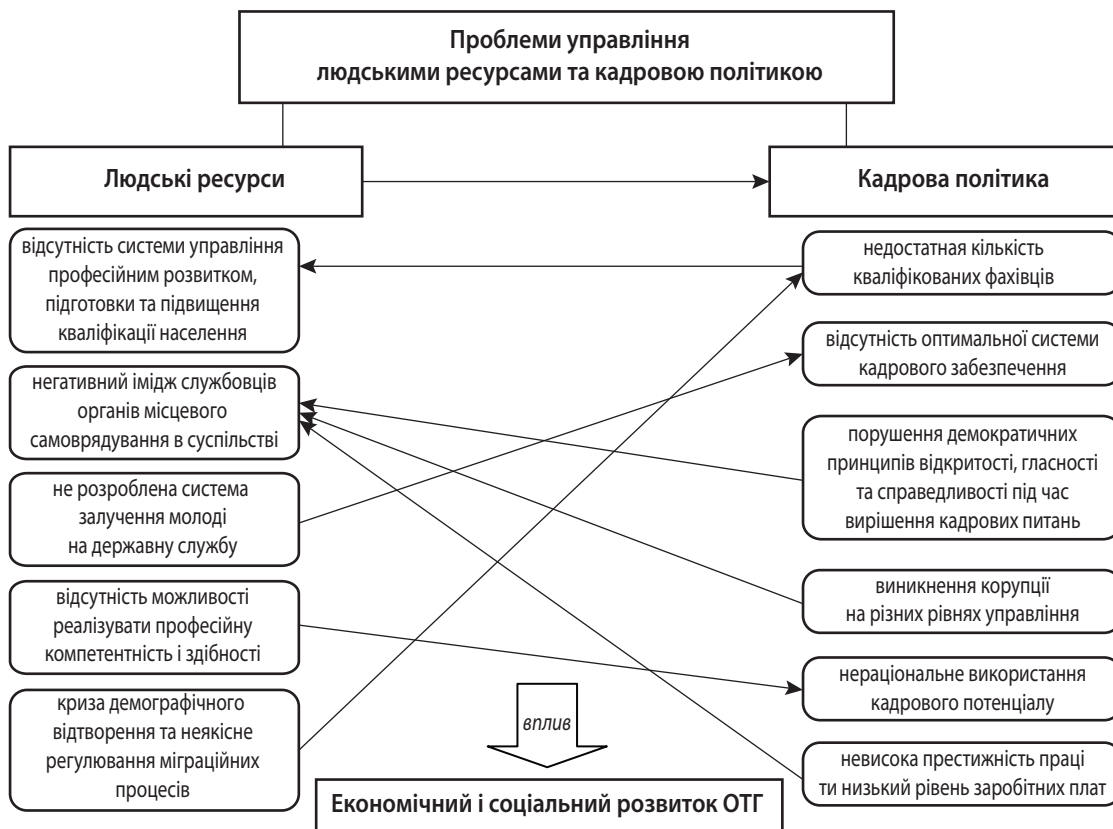 Проблеми управління
людськими ресурсами та кадровою політикою
Людські ресурси
Кадрова політика
відсутність системи управління
професійним розвитком,
підготовки та підвищення
кваліфікації населення
негативний імідж службовців
органів місцевого
самоврядування в суспільстві
не розроблена система
залучення молоді
на державну службу
відсутність можливості
реалізувати професійну
компетентність і здібності
криза демографічного
відтворення та неякісне
регулювання міграційних
процесів
недостатная кількість
кваліфікованих фахівців
відсутність оптимальної системи
кадрового забезпечення
порушення демократичних
принципів відкритості, гласності
та справедливості під час
вирішення кадрових питань
виникнення корупції
на різних рівнях управління
нераціональне використання
кадрового потенціалу
невисока престижність праці
ти низький рівень заробітних плат
вплив
Економічний і соціальний розвиток ОТГ